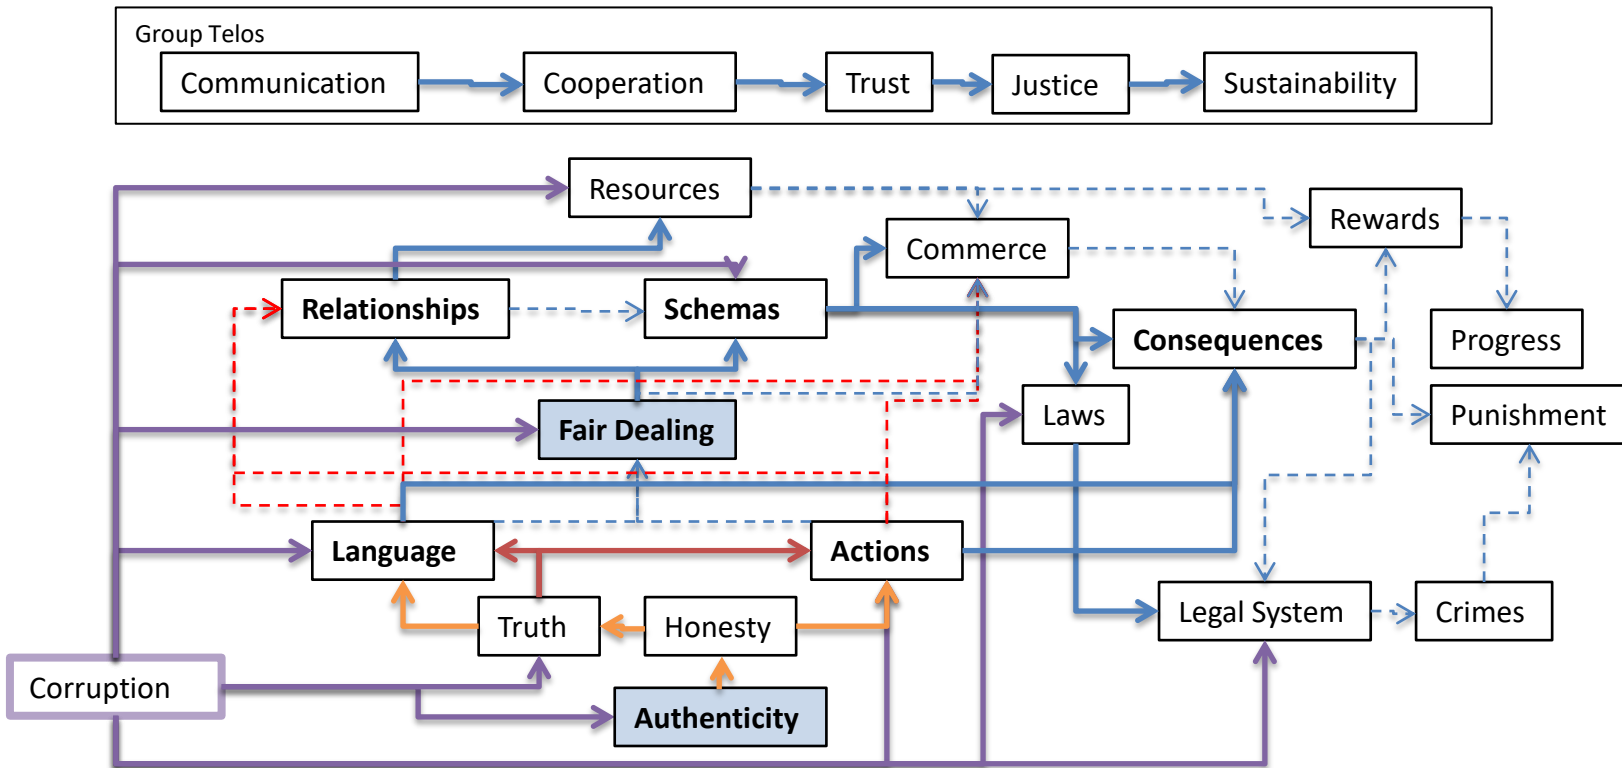 Group Telos
Communication
Cooperation
Trust
Justice
Sustainability
Resources
Rewards
Commerce
Relationships
Schemas
Consequences
Progress
Laws
Punishment
Fair Dealing
Language
Actions
Legal System
Crimes
Truth
Honesty
Corruption
Authenticity